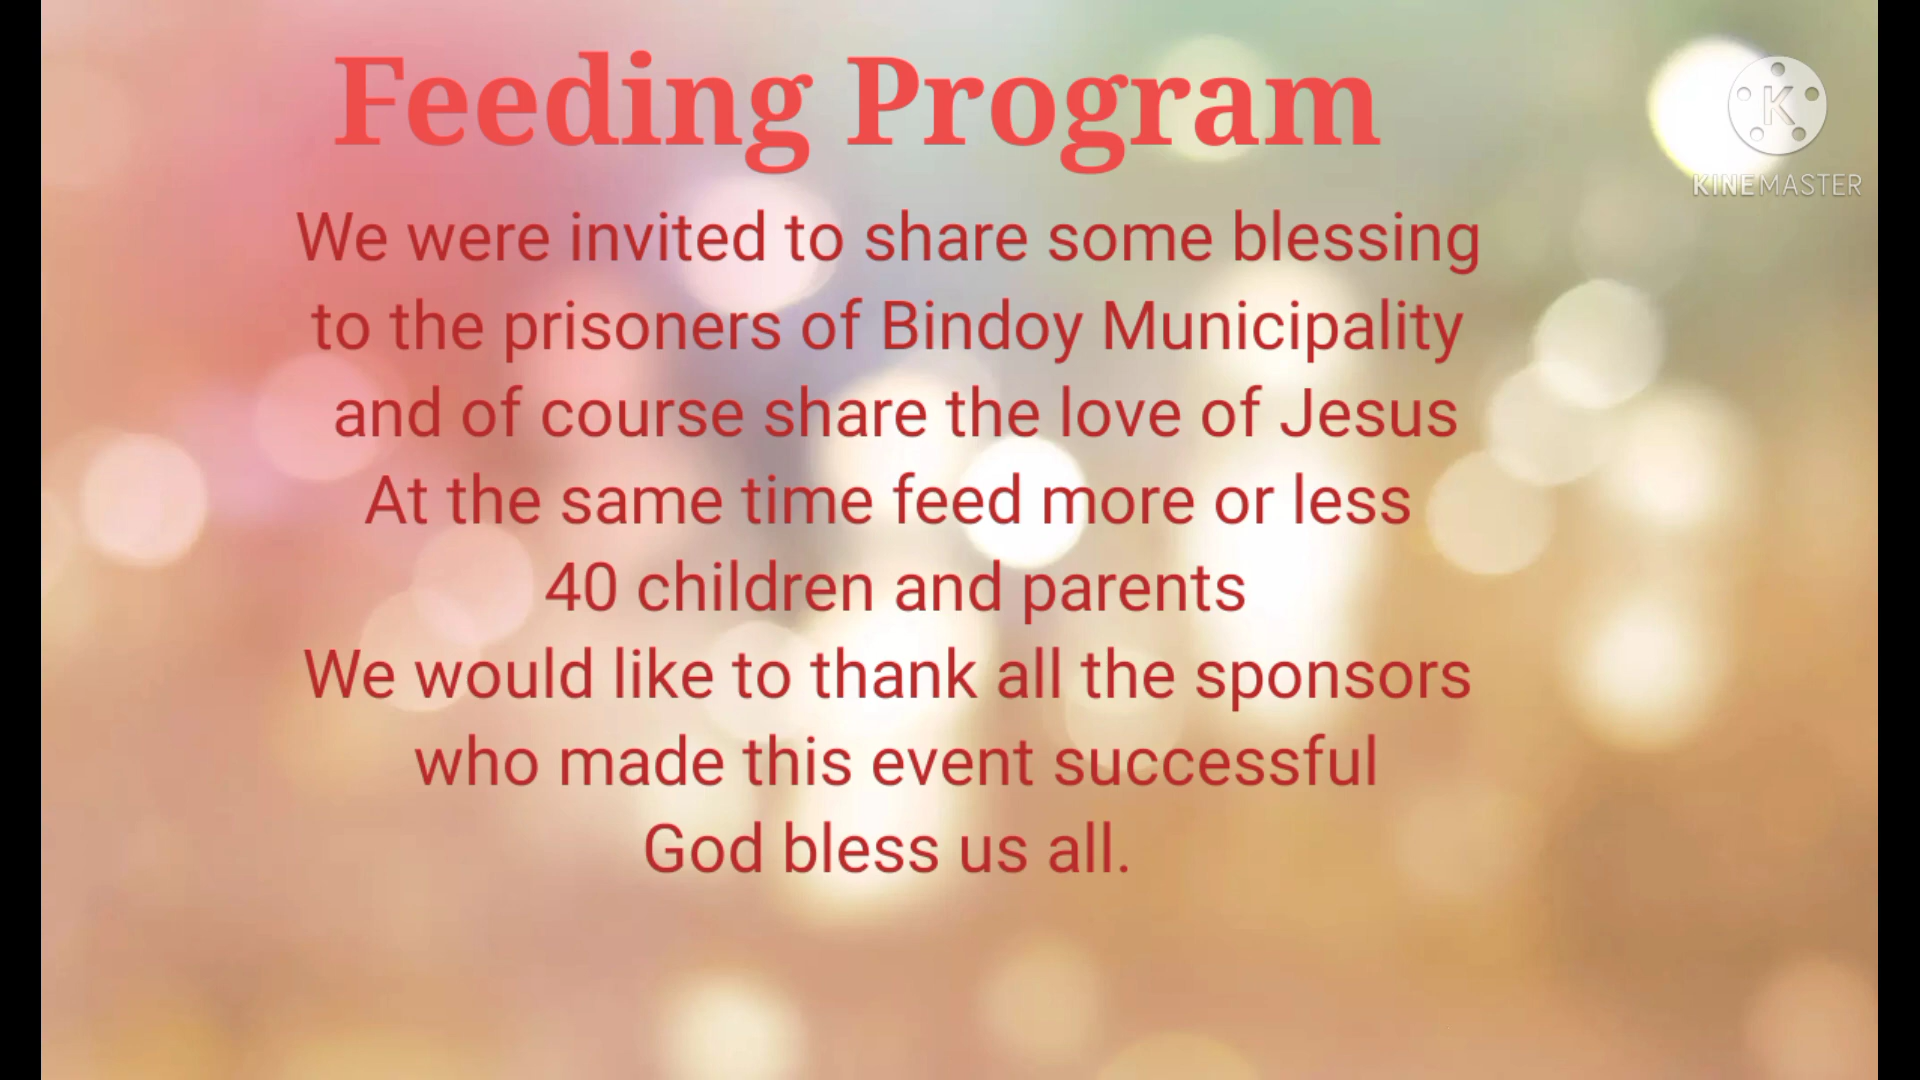 Feeding Program
K
KINEMASTER
We were invited to share some blessing
to the prisoners of Bindoy Municipality
and of course share the love of Jesus
At the same time feed more or less
40 children and parents
We would like to thank all the sponsors
who made this event successful
God bless us all.